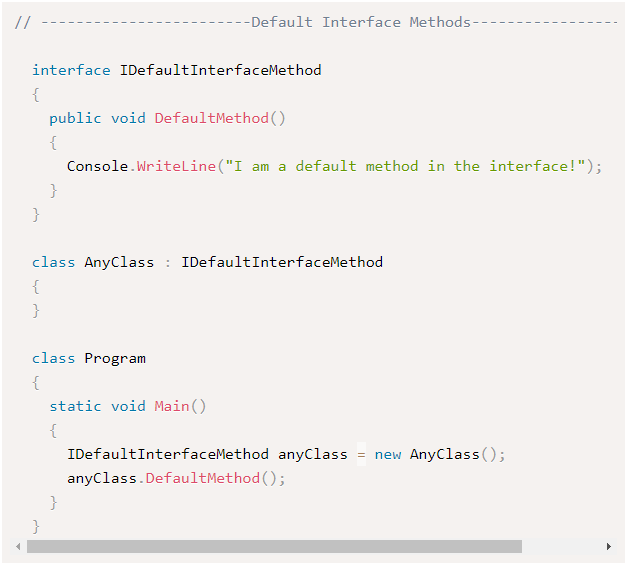 // ------------------------Default Interface Methods-----------------
interface IDefaultInterfaceMethod
{
public void DefaultMethod()
{
Console.WriteLine("I am a default method in the interface!");
}
}
class AnyClass : IDefaultInterfaceMethod
{
}
class Program
{
static void Main()
{
IDefaultInterfaceMethod anyClass = new AnyClass();
anyClass.DefaultMethod();
}
}